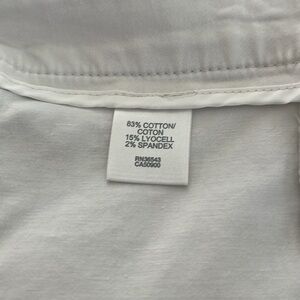 83% COTTON/
COTON
15% LYOCELL
2% SPANDEX
RN36543
CA50900